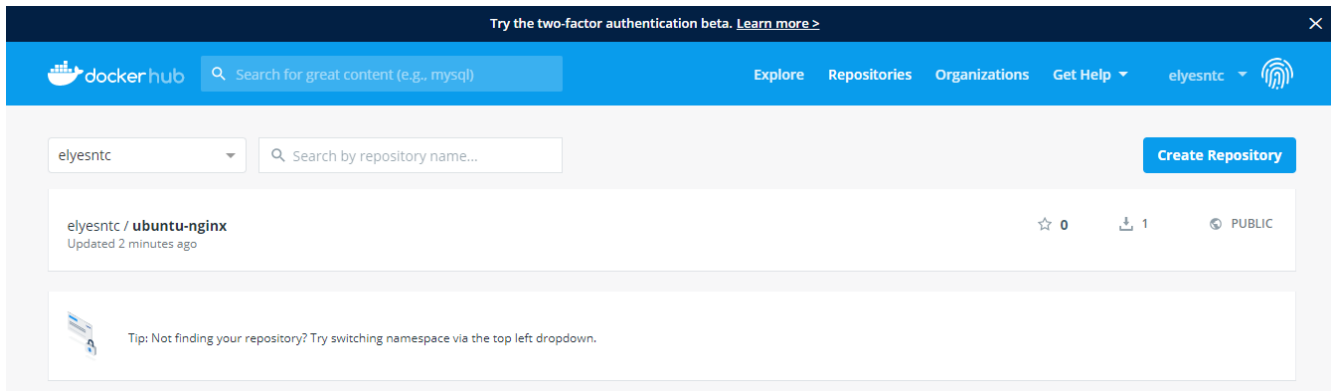 Try the two-factor authentication beta. Learn more >
dockerhub Search for great content (e.g., mysql) Explore Repositories Organizations Get Help elyesntc
elyesntc Search by repository name... Create Repository
elyesntc / ubuntu-nginx 0 1 PUBLIC
Updated 2 minutes ago
Tip: Not finding your repository? Try switching namespace via the top left dropdown.